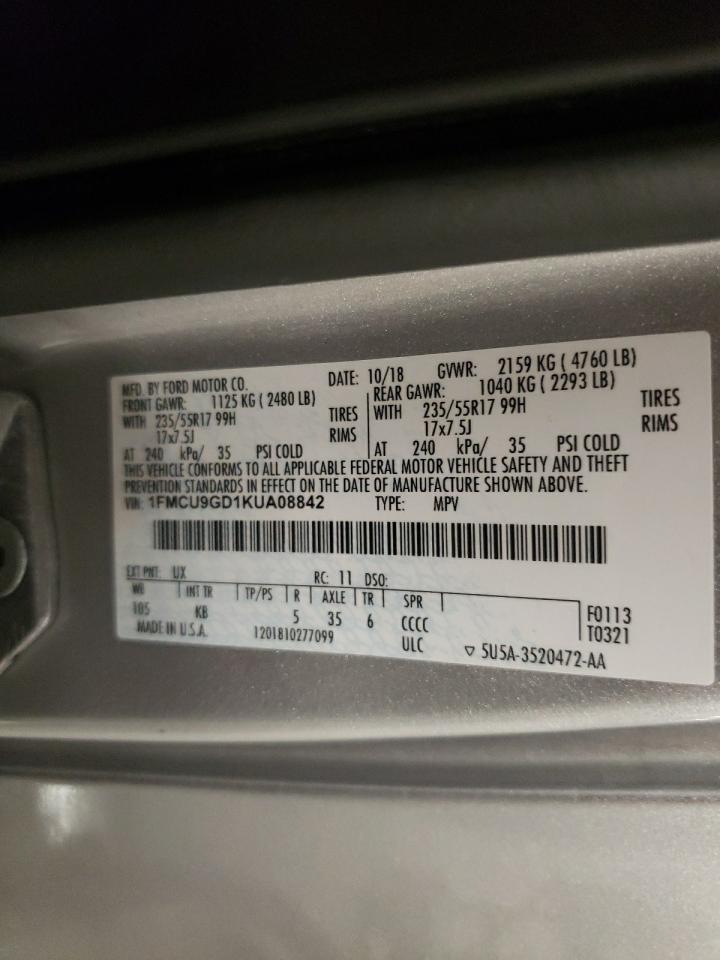 MFD. BY FORD MOTOR CO. DATE: 10/18 GVWR: 2159 KG ( 4760 LB)
FRONT GAWR: 1125 KG ( 2480 LB) REAR GAWR: 1040 KG ( 2293 LB)
WITH 235/55R17 99H TIRES WITH 235/55R17 99H TIRES
17x7.5J RIMS 17x7.5J RIMS
AT 240 kPa/ 35 PSI COLD AT 240 kPa/ 35 PSI COLD
THIS VEHICLE CONFORMS TO ALL APPLICABLE FEDERAL MOTOR VEHICLE SAFETY AND THEFT
PREVENTION STANDARDS IN EFFECT ON THE DATE OF MANUFACTURE SHOWN ABOVE.
VIN: 1FMCU9GD1KUA08842 TYPE: MPV
EXT PNT: UX RC: 11 DSO:
WB INT TR TP/PS R AXLE TR SPR
105 KB 5 35 6 CCCC F0113
MADE IN U.S.A. 1201810277099 ULC T0321
▽ 5U5A-3520472-AA